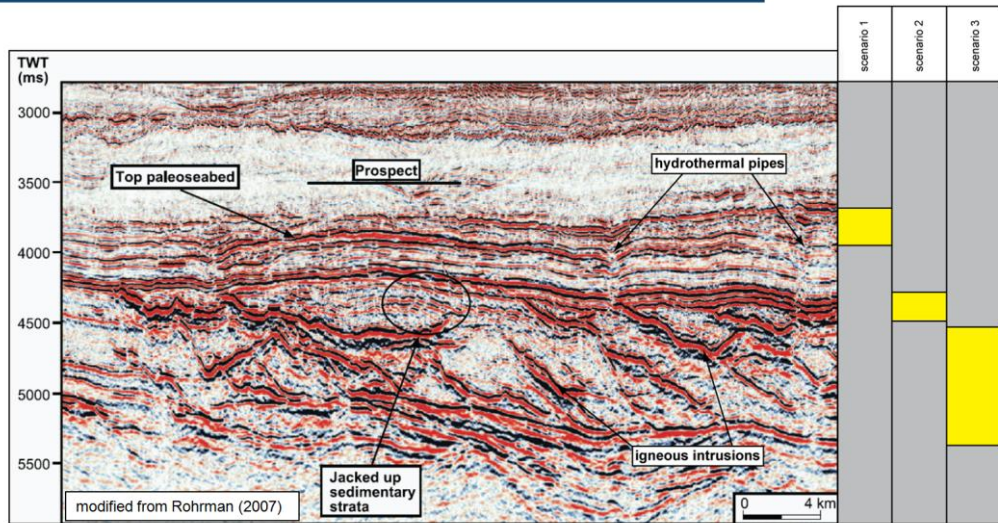 scenario 1
scenario 2
scenario 3
TWT
(ms)
3000
3500
4000
4500
5000
5500
Top paleoseabed
Prospect
hydrothermal pipes
Jacked up
sedimentary
strata
igneous intrusions
modified from Rohrman (2007)
0 4 km